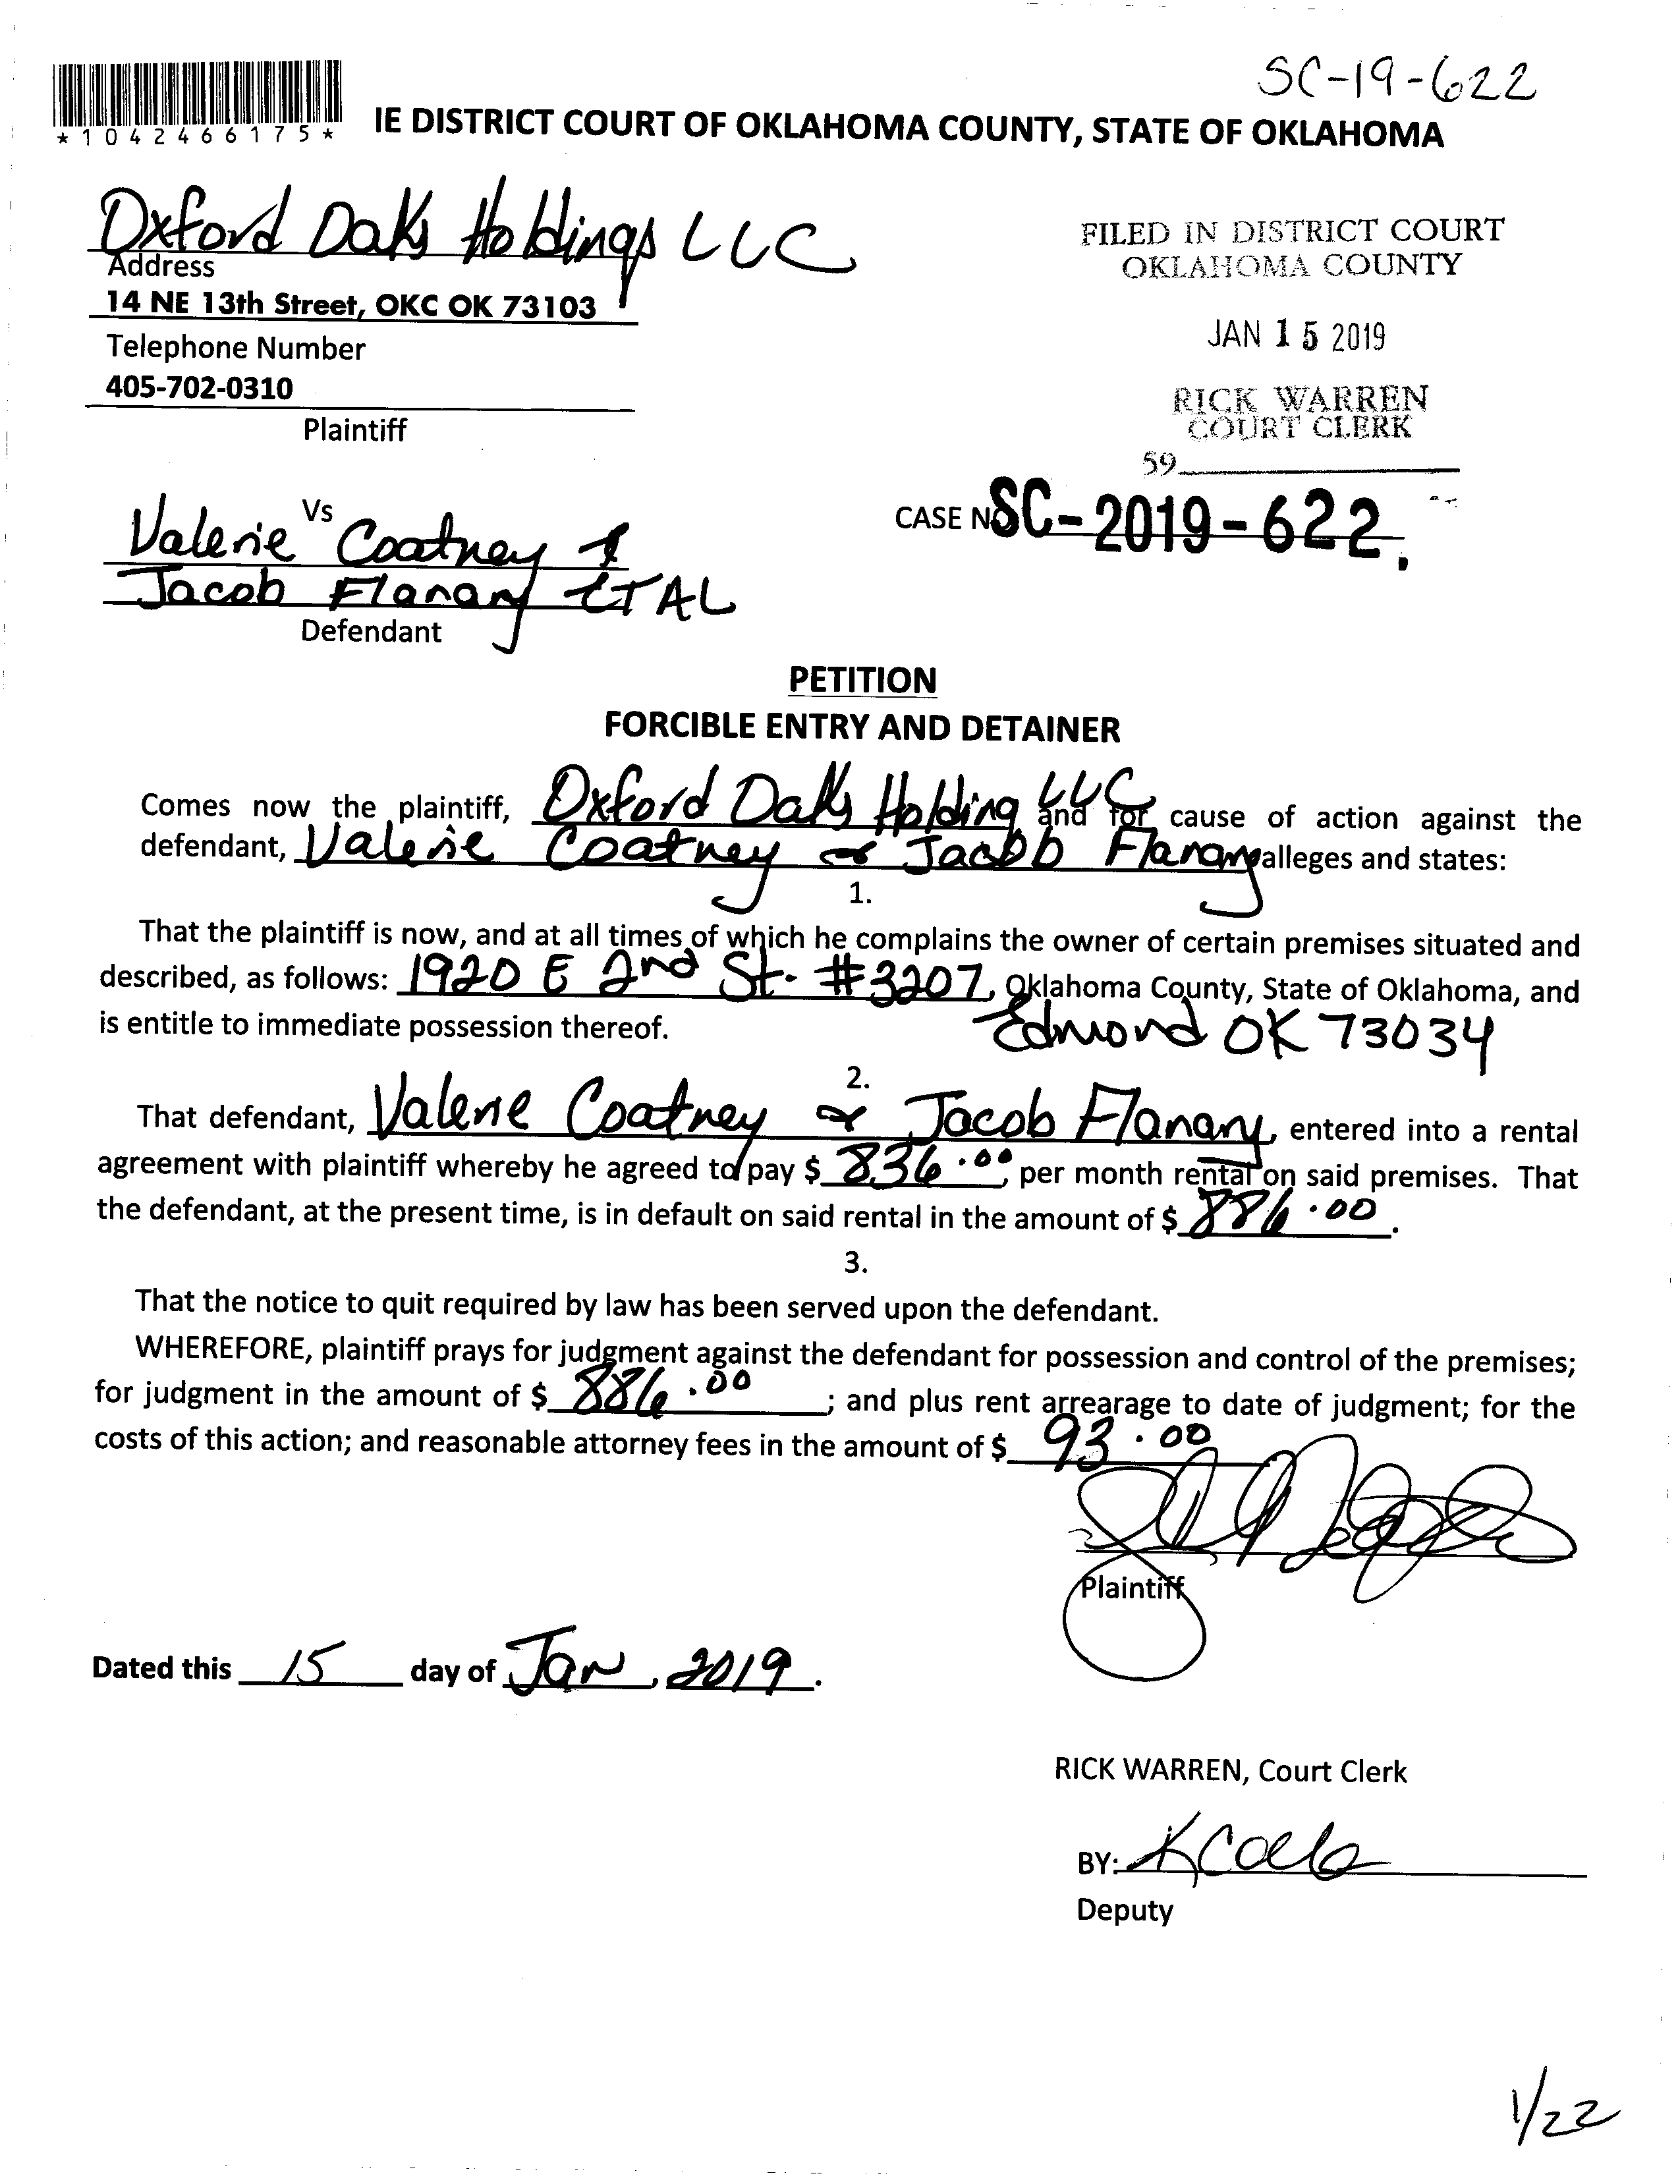 SC-19-622
*1042466175*
IE DISTRICT COURT OF OKLAHOMA COUNTY, STATE OF OKLAHOMA
Oxford Oaks Holdings LLC
Address
14 NE 13th Street, OKC OK 73103
Telephone Number
405-702-0310
Plaintiff
FILED IN DISTRICT COURT
OKLAHOMA COUNTY
JAN 15 2019
RICK WARREN
COURT CLERK
59
CASE NO SC-2019-622.
Vs
Valerie Coatney &
Jacob Flanary ETAL
Defendant
PETITION
FORCIBLE ENTRY AND DETAINER
Comes now the plaintiff, Oxford Oaks Holding LLC and for cause of action against the
defendant, Valerie Coatney & Jacob Flanary alleges and states:
1.
That the plaintiff is now, and at all times of which he complains the owner of certain premises situated and
described, as follows: 1920 E 2nd St. #3207, Oklahoma County, State of Oklahoma, and
is entitle to immediate possession thereof. Edmond OK 73034
2.
That defendant, Valerie Coatney & Jacob Flanary, entered into a rental
agreement with plaintiff whereby he agreed to pay $ 836.00, per month rental on said premises. That
the defendant, at the present time, is in default on said rental in the amount of $ 886.00.
3.
That the notice to quit required by law has been served upon the defendant.
WHEREFORE, plaintiff prays for judgment against the defendant for possession and control of the premises;
for judgment in the amount of $ 886.00; and plus rent arrearage to date of judgment; for the
costs of this action; and reasonable attorney fees in the amount of $ 93.00
Plaintiff
Dated this 15 day of Jan, 2019.
RICK WARREN, Court Clerk
BY:
Deputy
1/22